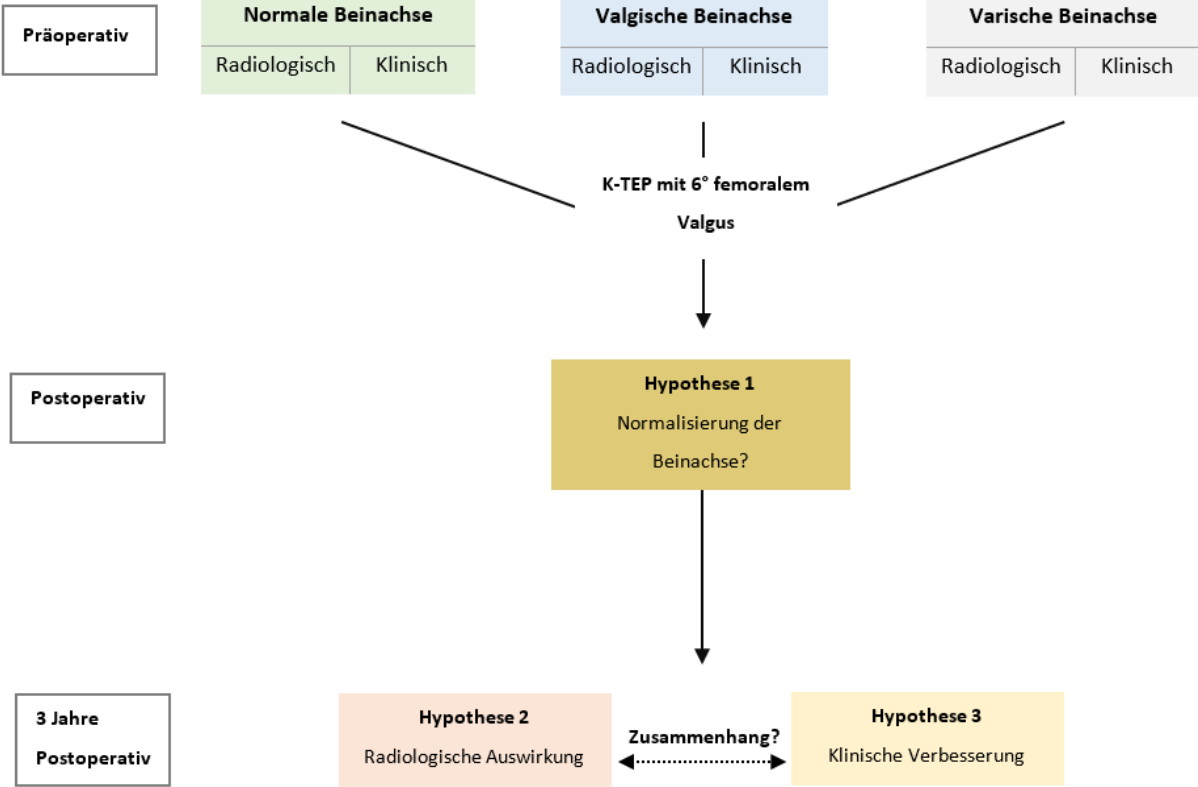 Präoperativ
Normale Beinachse
Radiologisch Klinisch
Valgische Beinachse
Radiologisch Klinisch
Varische Beinachse
Radiologisch Klinisch
K-TEP mit 6° femoralem
Valgus
Postoperativ
Hypothese 1
Normalisierung der
Beinachse?
3 Jahre
Postoperativ
Hypothese 2
Radiologische Auswirkung
Zusammenhang?
Hypothese 3
Klinische Verbesserung